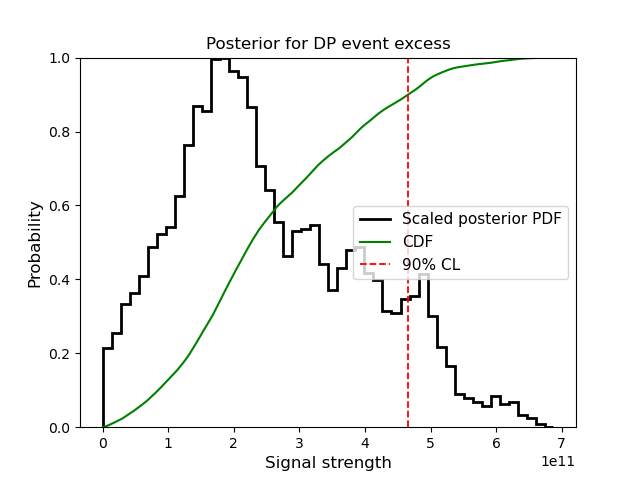 Posterior for DP event excess
1.0
0.8
0.6
0.4
0.2
0.0
Probability
Scaled posterior PDF
CDF
90% CL
0 1 2 3 4 5 6 7
1e11
Signal strength